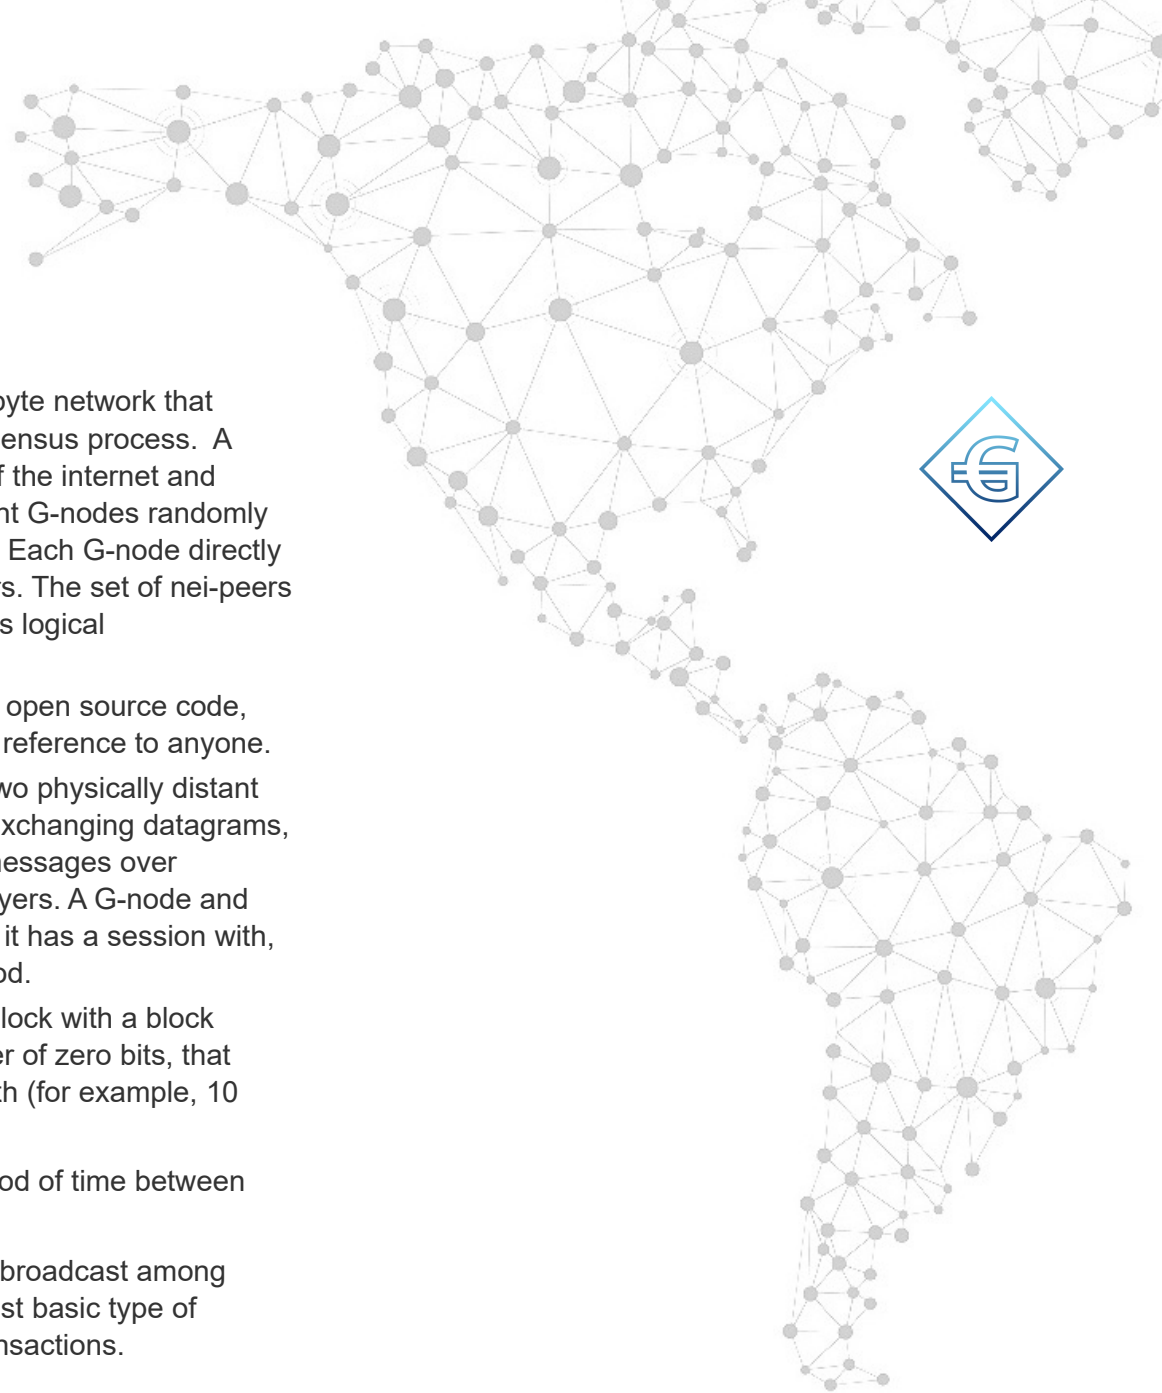 byte network that
ensus process.  A
f the internet and
nt G-nodes randomly
Each G-node directly
rs. The set of nei-peers
s logical
open source code,
reference to anyone.
wo physically distant
xchanging datagrams,
nessages over
yers. A G-node and
it has a session with,
od.
lock with a block
er of zero bits, that
th (for example, 10
od of time between
broadcast among
st basic type of
nsactions.